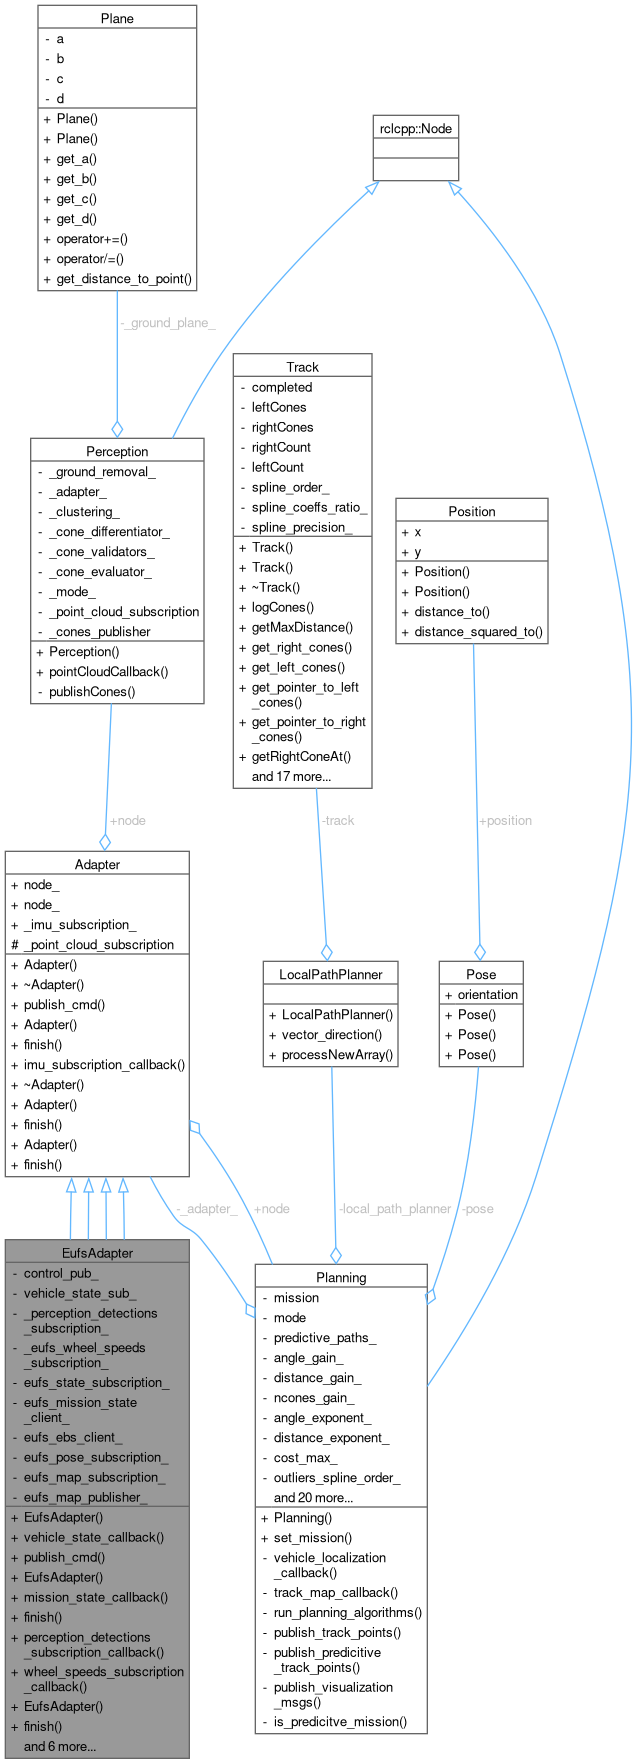 Plane
- a
- b
- c
- d
+ Plane()
+ Plane()
+ get_a()
+ get_b()
+ get_c()
+ get_d()
+ operator+=()
+ operator/=()
+ get_distance_to_point()
rclcpp::Node
-_ground_plane_
Track
- completed
- leftCones
- rightCones
- rightCount
- leftCount
- spline_order_
- spline_coeffs_ratio_
- spline_precision_
+ Track()
+ Track()
+ ~Track()
+ logCones()
+ getMaxDistance()
+ get_right_cones()
+ get_left_cones()
+ get_pointer_to_left
_cones()
+ get_pointer_to_right
_cones()
+ getRightConeAt()
and 17 more...
Perception
- _ground_removal_
- _adapter_
- _clustering_
- _cone_differentiator_
- _cone_validators_
- _cone_evaluator_
- _mode_
- _point_cloud_subscription
- _cones_publisher
+ Perception()
+ pointCloudCallback()
- publishCones()
Position
+ x
+ y
+ Position()
+ Position()
+ distance_to()
+ distance_squared_to()
+node
-track
+position
Adapter
+ node_
+ node_
+ _imu_subscription_
# _point_cloud_subscription
+ Adapter()
+ ~Adapter()
+ publish_cmd()
+ Adapter()
+ finish()
+ imu_subscription_callback()
+ ~Adapter()
+ Adapter()
+ finish()
+ Adapter()
+ finish()
LocalPathPlanner
+ LocalPathPlanner()
+ vector_direction()
+ processNewArray()
Pose
+ orientation
+ Pose()
+ Pose()
+ Pose()
-_adapter_
+node
-local_path_planner
-pose
EufsAdapter
- control_pub_
- vehicle_state_sub_
- _perception_detections
_subscription_
- _eufs_wheel_speeds
_subscription_
- eufs_state_subscription_
- eufs_mission_state
_client_
- eufs_ebs_client_
- eufs_pose_subscription_
- eufs_map_subscription_
- eufs_map_publisher_
+ EufsAdapter()
+ vehicle_state_callback()
+ publish_cmd()
+ EufsAdapter()
+ mission_state_callback()
+ finish()
+ perception_detections
_subscription_callback()
+ wheel_speeds_subscription
_callback()
+ EufsAdapter()
+ finish()
and 6 more...
Planning
- mission
- mode
- predictive_paths_
- angle_gain_
- distance_gain_
- ncones_gain_
- angle_exponent_
- distance_exponent_
- cost_max_
- outliers_spline_order_
and 20 more...
+ Planning()
+ set_mission()
- vehicle_localization
_callback()
- track_map_callback()
- run_planning_algorithms()
- publish_track_points()
- publish_predicitive
_track_points()
- publish_visualization
_msgs()
- is_predicitve_mission()